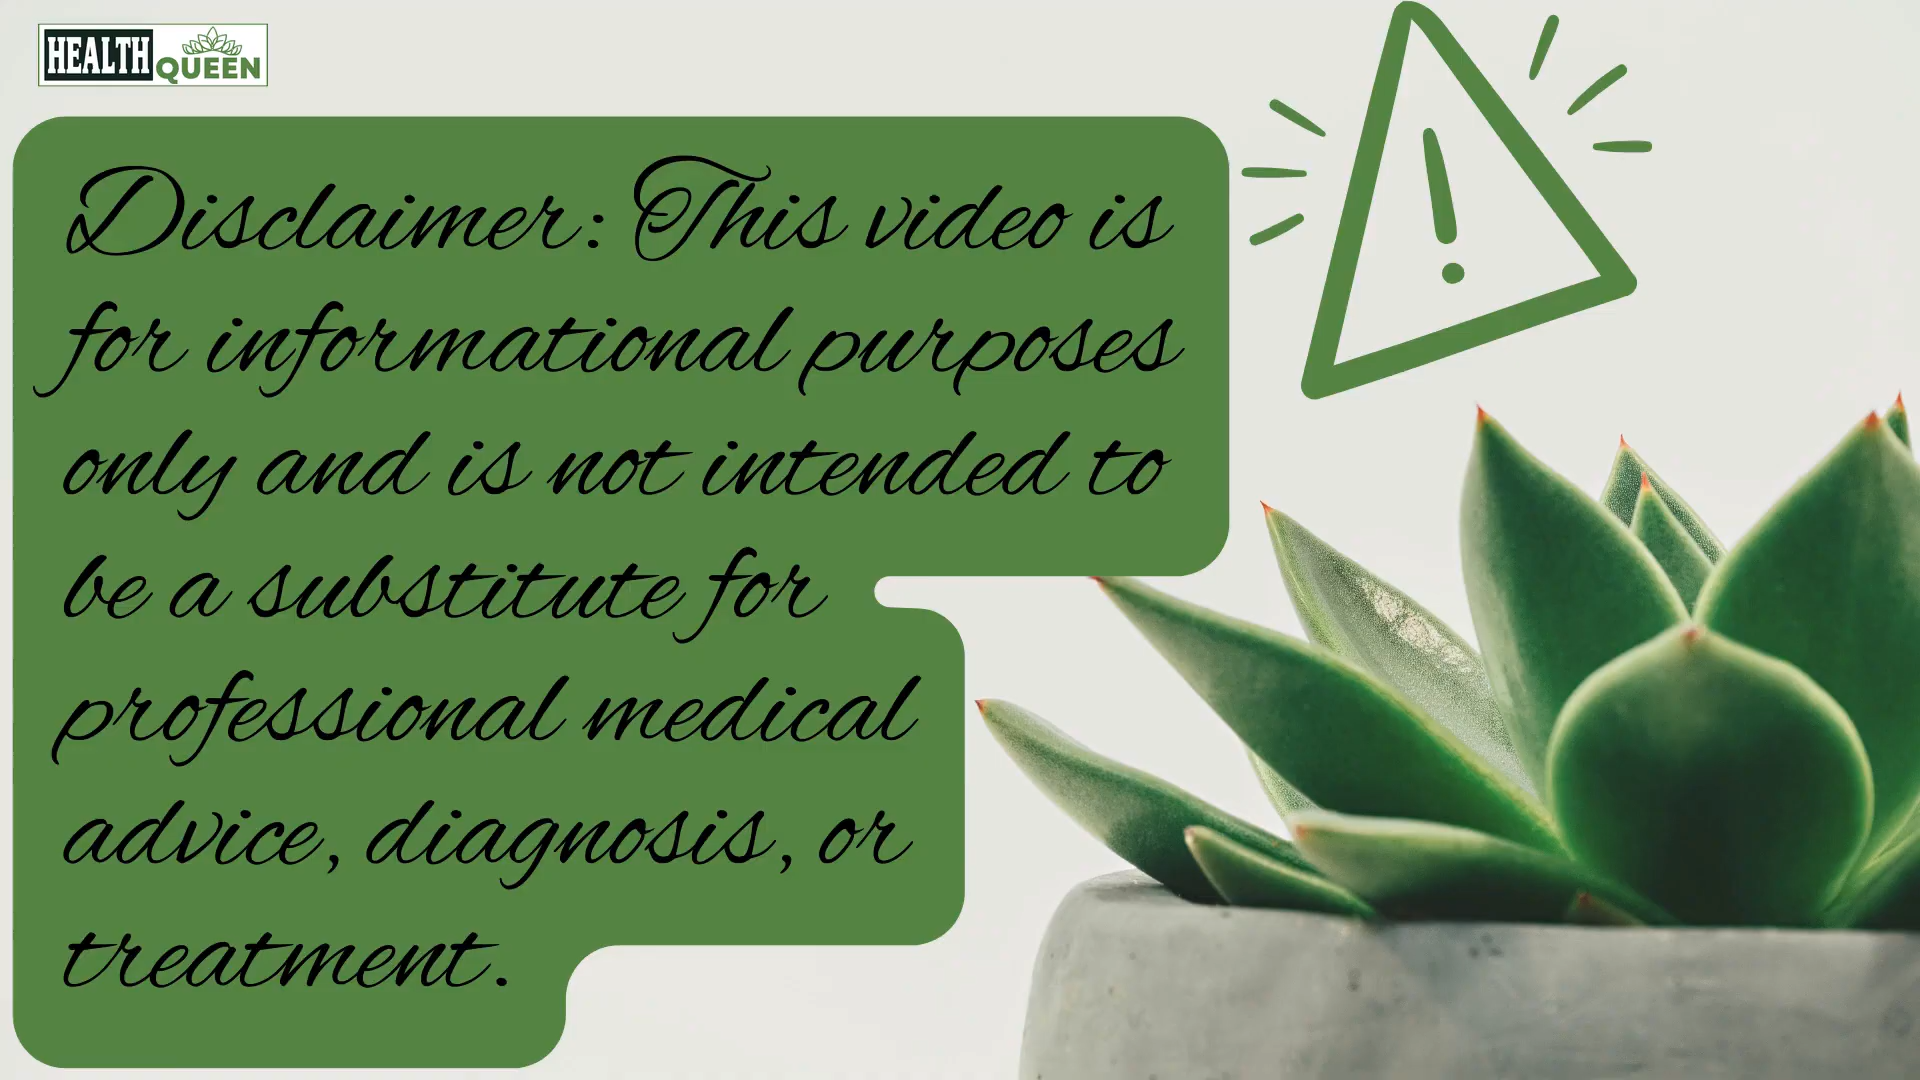 HEALTH
QUEEN
Disclaimer: This video is
for informational purposes
only and is not intended to
be a substitute for
professional medical
advice, diagnosis, or
treatment.